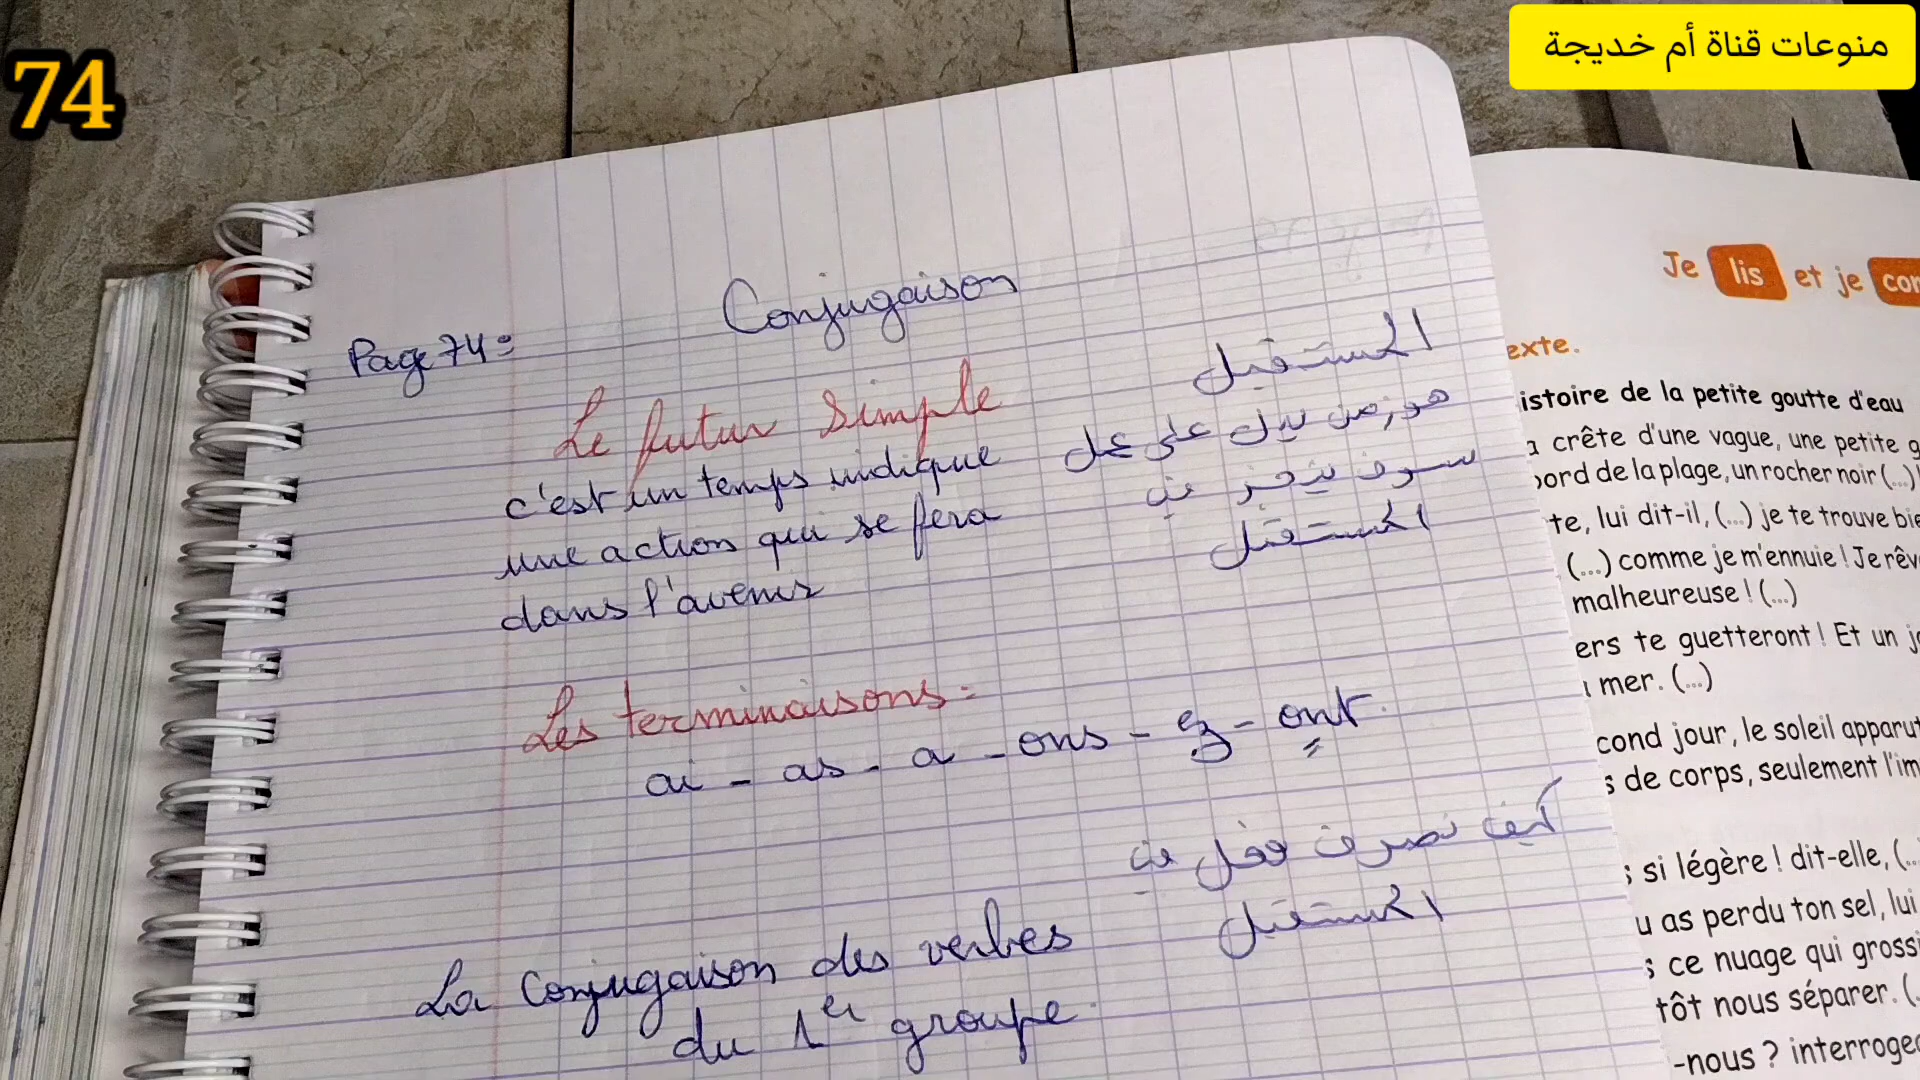 74
منوعات قناة أم خديجة
Conjugaison
Page 74:
Le futur simple
c'est un temps indique
une action qui se fera
dans l'avenir
المستقبل
هو زمن يدل على عمل
سوف ينجز في
المستقبل
Les terminaisons:
ai - as - a - ons - ez - ont.
كيف نصرف فعل في
المستقبل
La Conjugaison des verbes
du 1er groupe.
Je lis et je
exte.
istoire de la petite goutte d'eau
a crête d'une vague, une petite
ord de la plage, un rocher noir (...)
te, lui dit-il, (...) je te trouve
(...) comme je m'ennuie ! Je
malheureuse ! (...)
ers te guetteront ! Et un
mer. (...)
cond jour, le soleil apparut
s de corps, seulement
s si légère ! dit-elle, (...
u as perdu ton sel, lui
s ce nuage qui
tôt nous séparer.
-nous ?